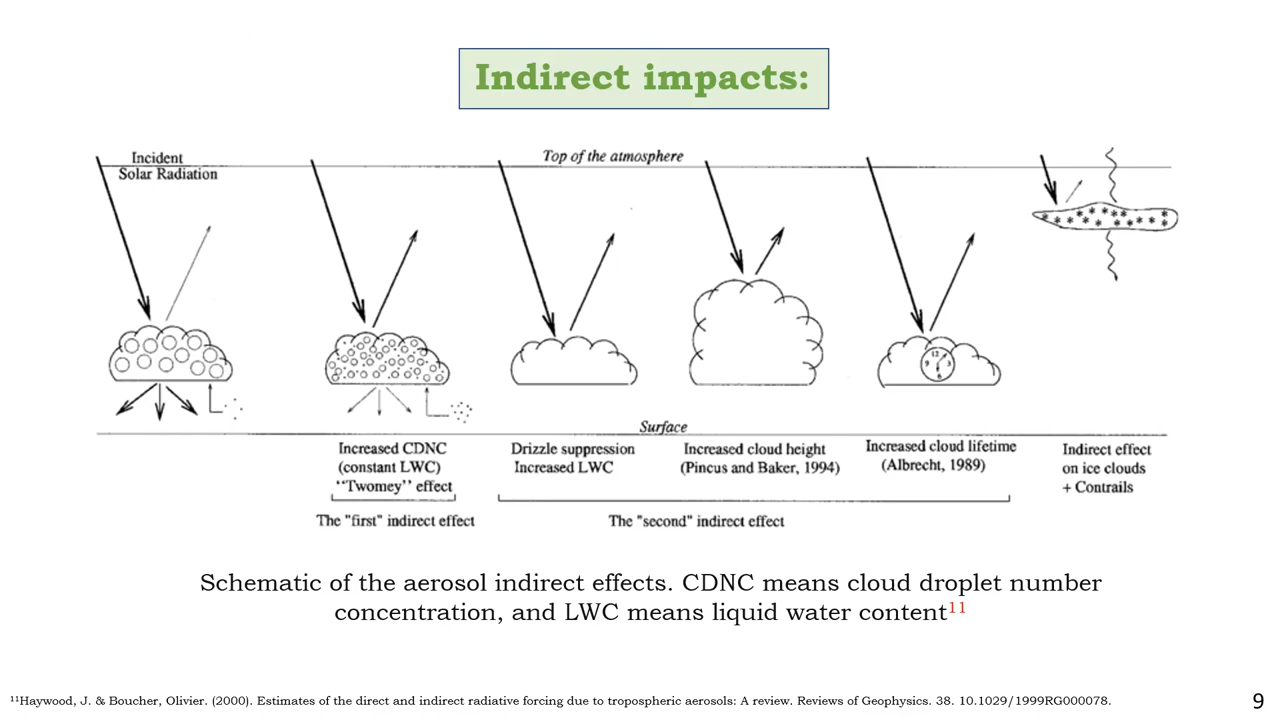 Indirect impacts:
Incident
Solar Radiation
Top of the atmosphere
12
9 3
6
Surface
Increased CDNC
(constant LWC)
"Twomey" effect
The "first" indirect effect
Drizzle suppression
Increased LWC
Increased cloud height
(Pincus and Baker, 1994)
Increased cloud lifetime
(Albrecht, 1989)
The "second" indirect effect
Indirect effect
on ice clouds
+ Contrails
Schematic of the aerosol indirect effects. CDNC means cloud droplet number
concentration, and LWC means liquid water content¹¹
¹¹Haywood, J. & Boucher, Olivier. (2000). Estimates of the direct and indirect radiative forcing due to tropospheric aerosols: A review. Reviews of Geophysics. 38. 10.1029/1999RG000078.
9